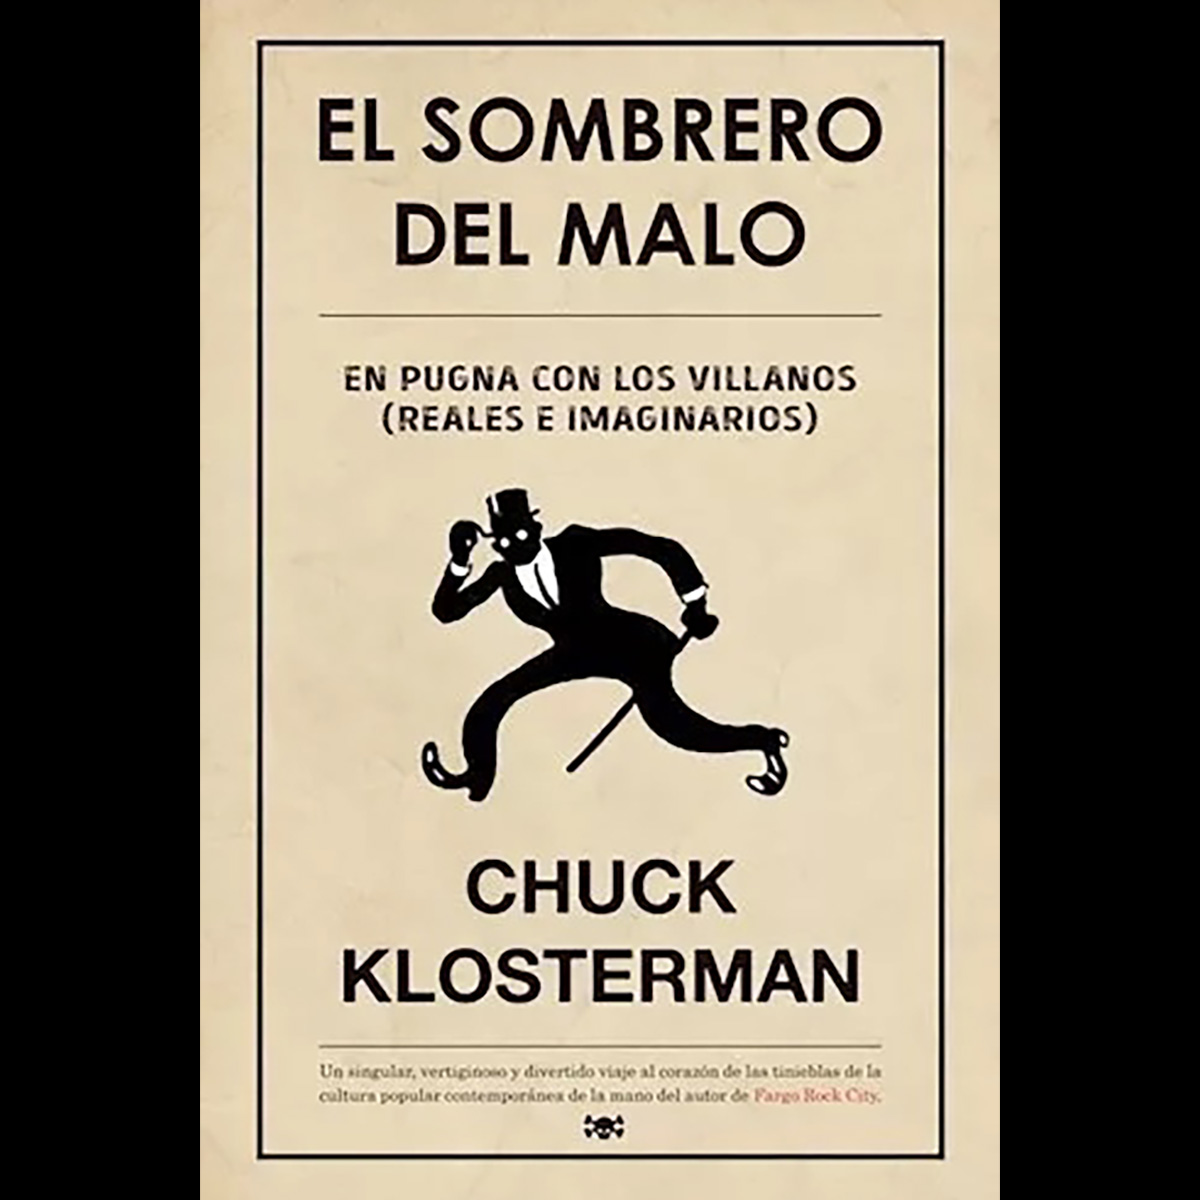 EL SOMBRERO
DEL MALO
EN PUGNA CON LOS VILLANOS
(REALES E IMAGINARIOS)
CHUCK
KLOSTERMAN
Un singular, vertiginoso y divertido viaje al corazón de las tinieblas de la
cultura popular contemporánea de la mano del autor de Fargo Rock City.